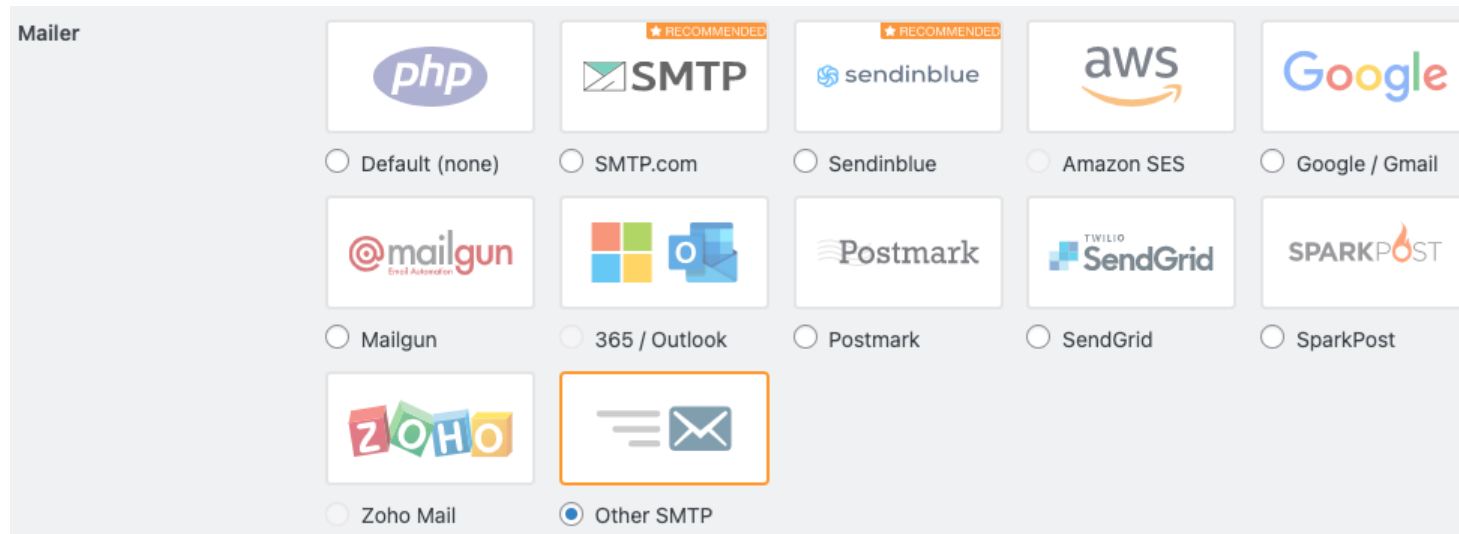 Mailer
RECOMMENDED RECOMMENDED
php SMTP sendinblue aws Google
Default (none) SMTP.com Sendinblue Amazon SES Google / Gmail
@mailgun
Email Automation
O Postmark TWILIO SendGrid SPARKPOST
Mailgun 365 / Outlook Postmark SendGrid SparkPost
ZOHO
Zoho Mail Other SMTP